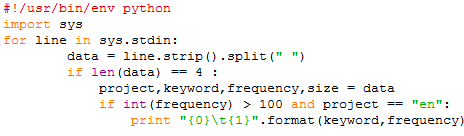 #!/usr/bin/env python
import sys
for line in sys.stdin:
        data = line.strip().split(" ")
        if len(data) == 4 :
            project,keyword,frequency,size = data
            if int(frequency) > 100 and project == "en":
                print "{0}\t{1}".format(keyword,frequency)